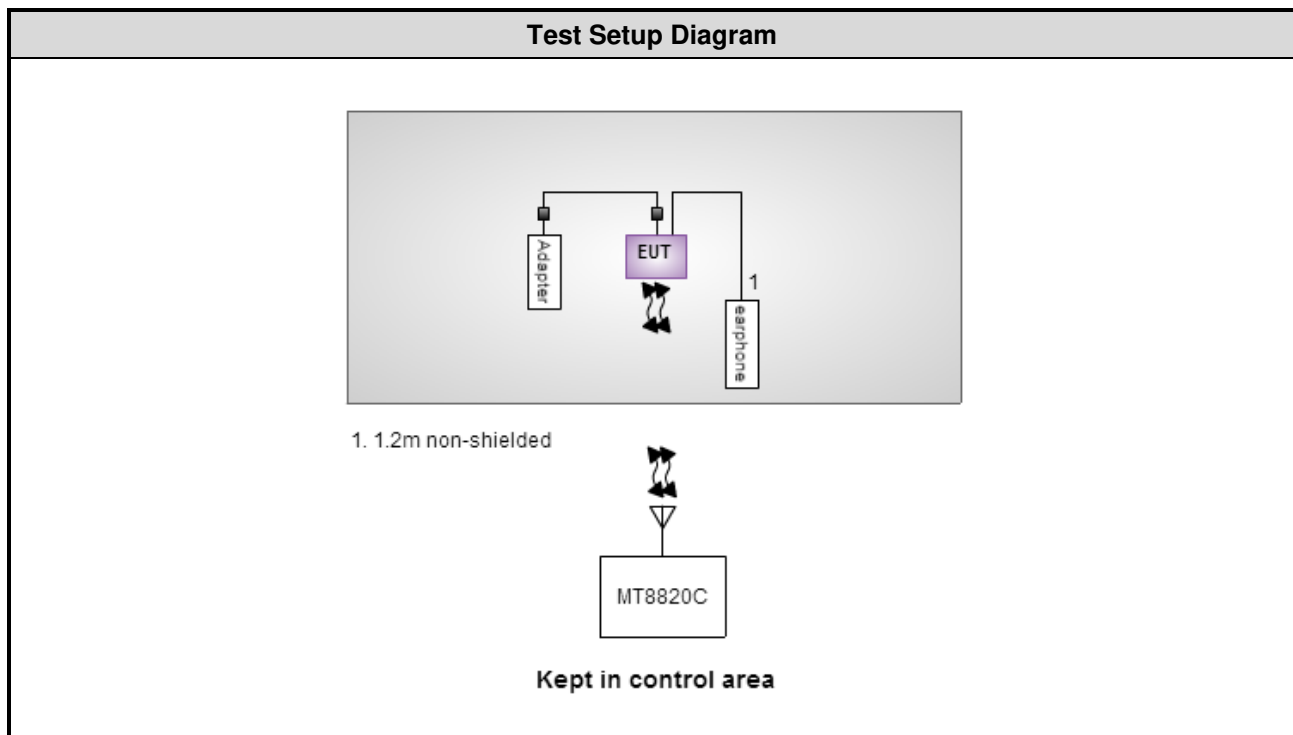 Test Setup Diagram
Adapter
EUT
1
earphone
1. 1.2m non-shielded
MT8820C
Kept in control area